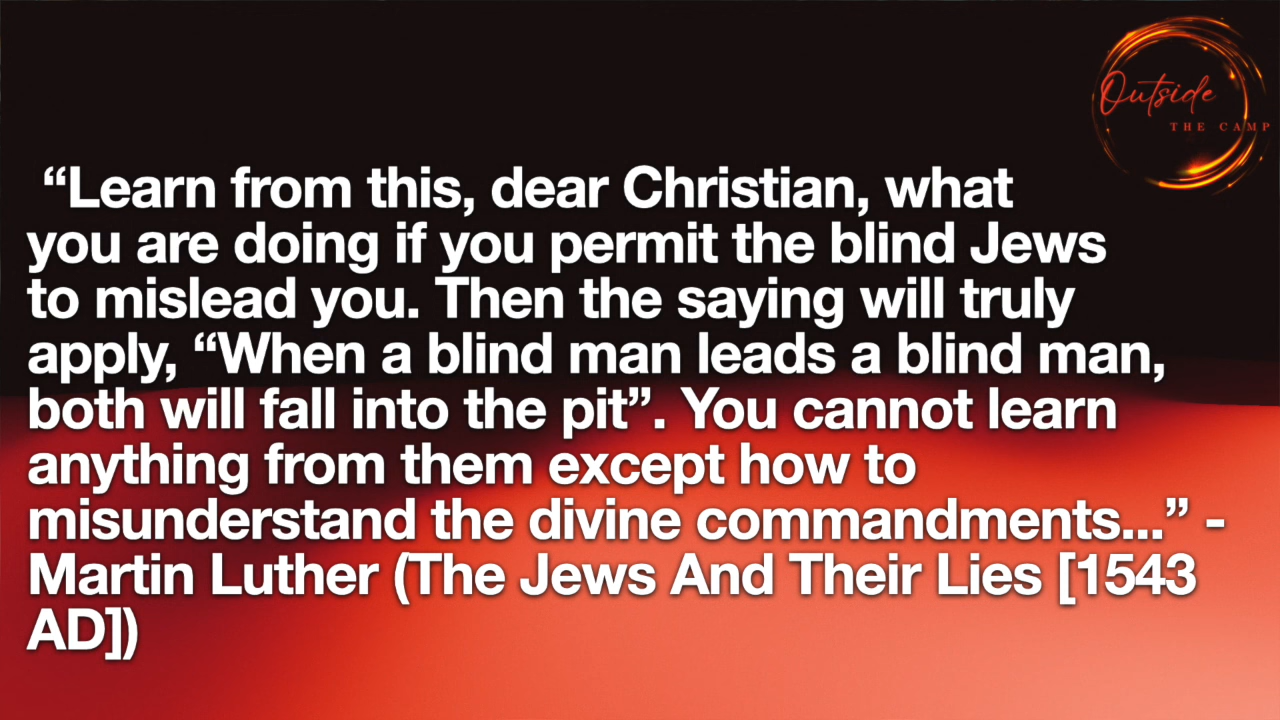 Outside
THE CAMP
“Learn from this, dear Christian, what
you are doing if you permit the blind Jews
to mislead you. Then the saying will truly
apply, “When a blind man leads a blind man,
both will fall into the pit”. You cannot learn
anything from them except how to
misunderstand the divine commandments...” -
Martin Luther (The Jews And Their Lies [1543
AD])